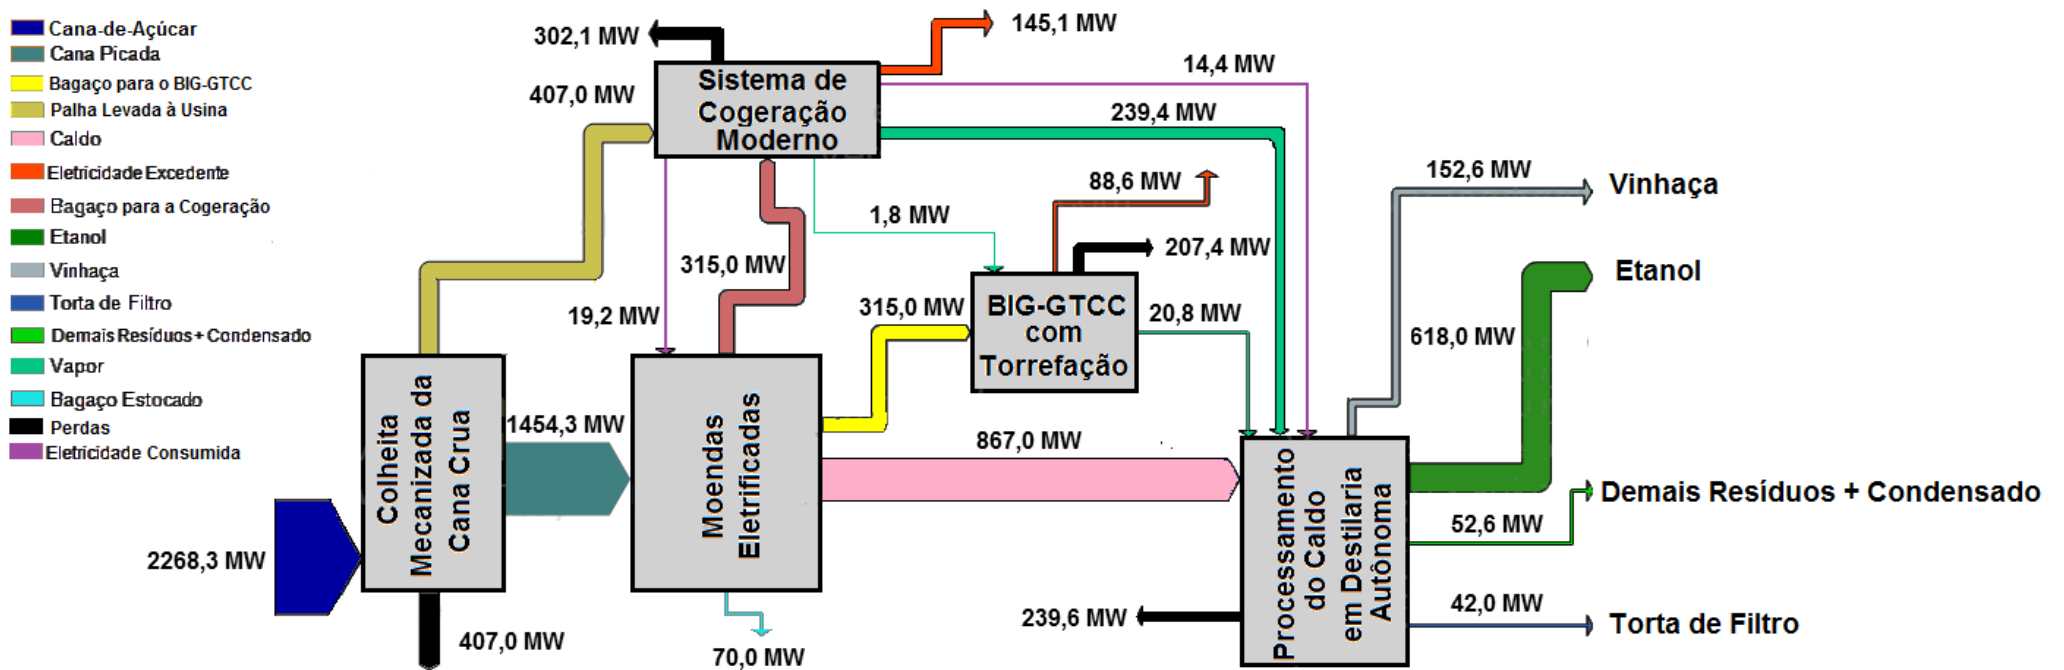 Cana-de-Açúcar
Cana Picada
Bagaço para o BIG-GTCC
Palha Levada à Usina
Caldo
Eletricidade Excedente
Bagaço para a Cogeração
Etanol
Vinhaça
Torta de Filtro
Demais Resíduos + Condensado
Vapor
Bagaço Estocado
Perdas
Eletricidade Consumida
302,1 MW
145,1 MW
14,4 MW
407,0 MW
Sistema de
Cogeração
Moderno
239,4 MW
152,6 MW
Vinhaça
88,6 MW
1,8 MW
207,4 MW
315,0 MW
Etanol
19,2 MW
315,0 MW
BIG-GTCC
com
Torrefação
20,8 MW
618,0 MW
Colheita
Mecanizada da
Cana Crua
1454,3 MW
Moendas
Eletrificadas
867,0 MW
Processamento
do Caldo
em Destilaria
Autônoma
Demais Resíduos + Condensado
52,6 MW
2268,3 MW
42,0 MW
Torta de Filtro
239,6 MW
407,0 MW
70,0 MW